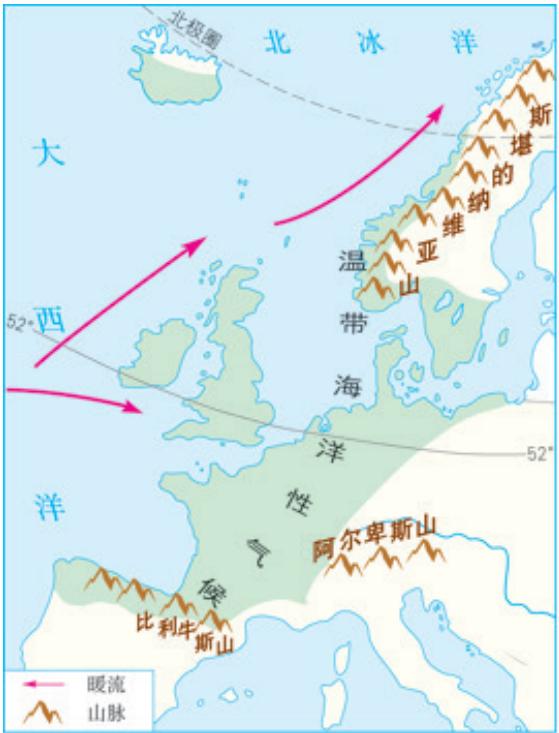 北极圈
北冰洋
大西洋
斯堪的纳维亚山
温带海洋性气候
52°
52°
阿尔卑斯山
比利牛斯山
暖流
山脉